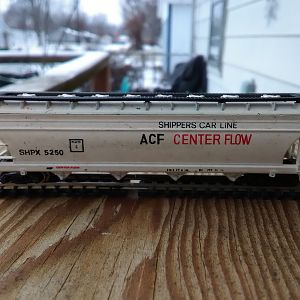 SHIPPERS CAR LINE
ACF CENTER FLOW
SHPX 5250